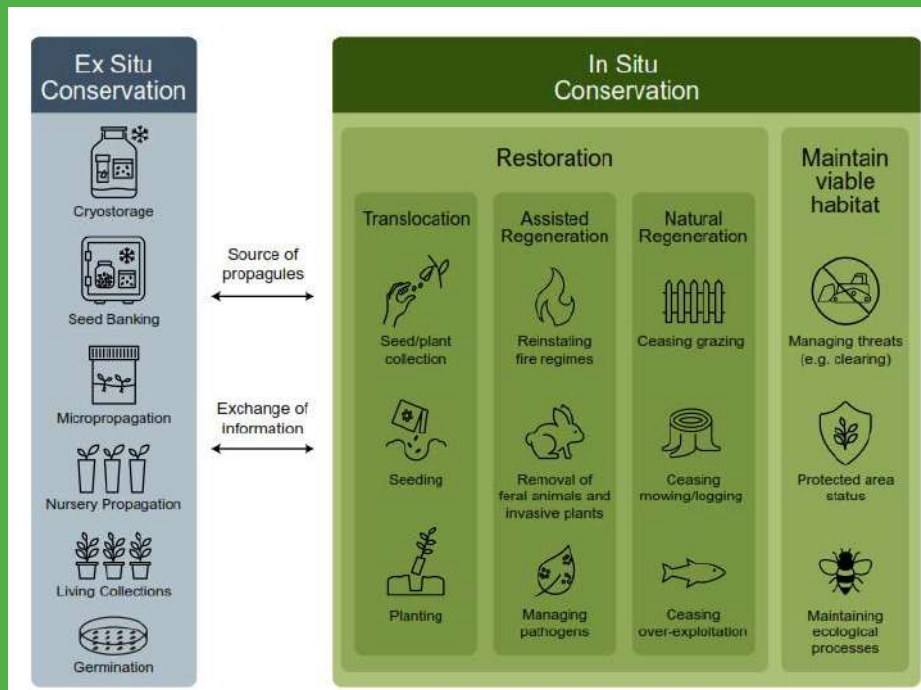 Ex Situ
Conservation
Cryostorage
Seed Banking
Micropropagation
Nursery Propagation
Living Collections
Germination
Source of
propagules
Exchange of
information
In Situ
Conservation
Restoration
Translocation
Seed/plant
collection
Seeding
Planting
Assisted
Regeneration
Reinstating
fire regimes
Removal of
feral animals and
invasive plants
Managing
pathogens
Natural
Regeneration
Ceasing grazing
Ceasing
mowing/logging
Ceasing
over-exploitation
Maintain
viable
habitat
Managing threats
(e.g. clearing)
Protected area
status
Maintaining
ecological
processes